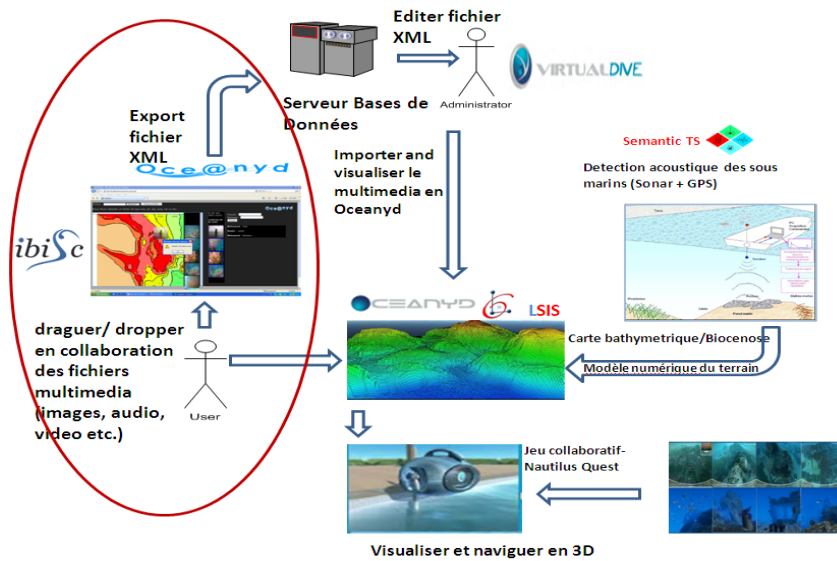 Editer fichier
XML
Administrator
VIRTUALDIVE
Serveur Bases de
Données
Export
fichier
XML
Oce@nyd
ibiSc
draguer/ dropper
en collaboration
des fichiers
multimedia
(images, audio,
video etc.)
User
Importer and
visualiser le
multimedia en
Oceanyd
Semantic TS
Detection acoustique des sous
marins (Sonar + GPS)
OCEANYD
LSIS
Carte bathymetrique/Biocenose
Modèle numérique du terrain
Jeu collaboratif-
Nautilus Quest
Visualiser et naviguer en 3D